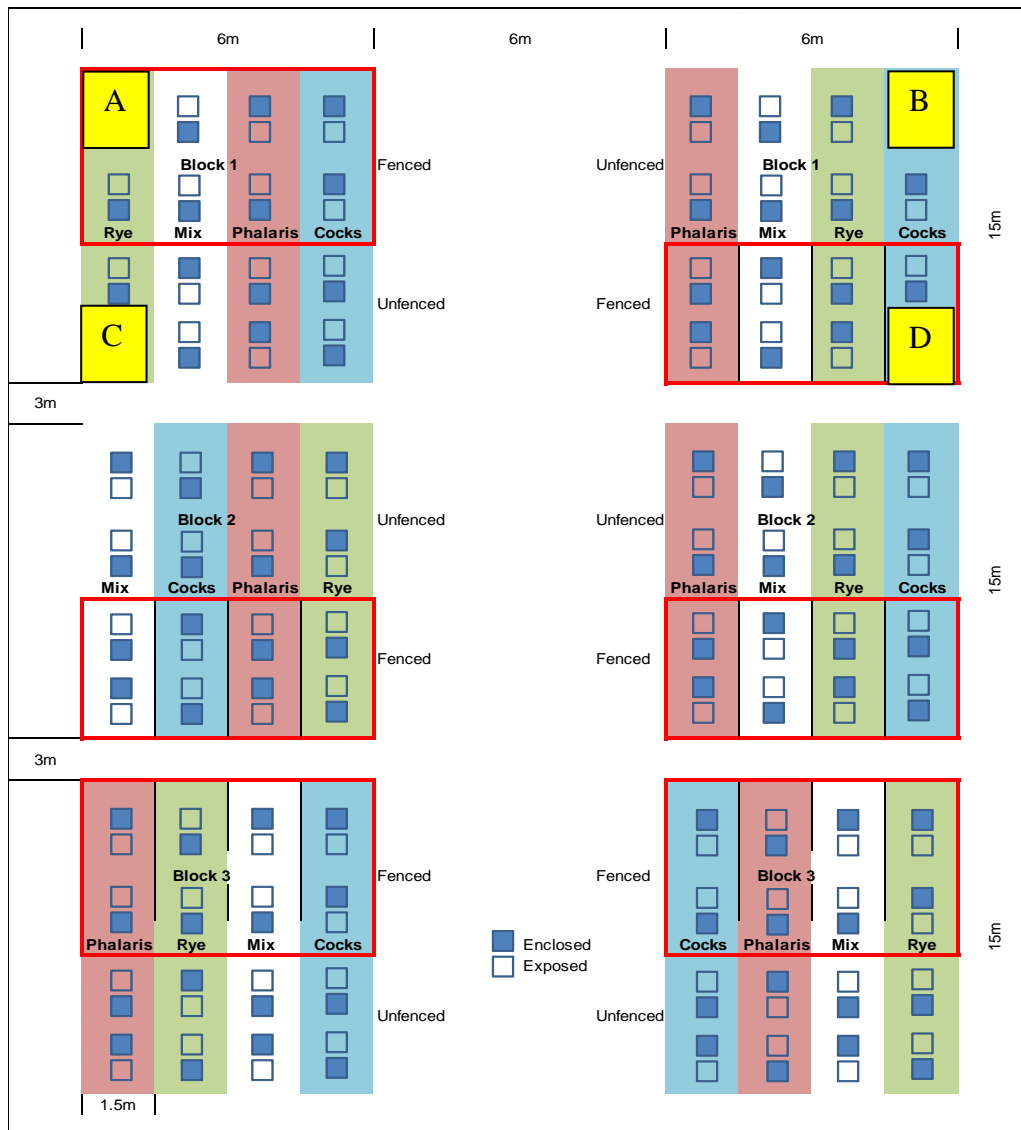 6m 6m 6m
A B
Block 1 Fenced Unfenced Block 1
Rye Mix Phalaris Cocks Phalaris Mix Rye Cocks
15m
Unfenced Fenced
C D
3m
Block 2 Unfenced Unfenced Block 2
Mix Cocks Phalaris Rye Phalaris Mix Rye Cocks
15m
Fenced Fenced
3m
Block 3 Fenced Fenced Block 3
Phalaris Rye Mix Cocks Cocks Phalaris Mix Rye
15m
Enclosed
Exposed
Unfenced Unfenced
1.5m